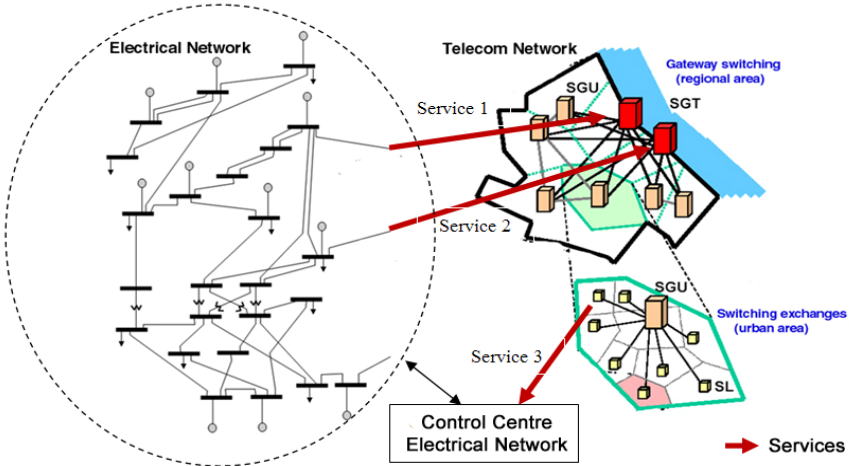 Electrical Network
Telecom Network
Gateway switching
(regional area)
SGU
SGT
Service 1
Service 2
SGU
Switching exchanges
(urban area)
Service 3
SL
Control Centre
Electrical Network
Services